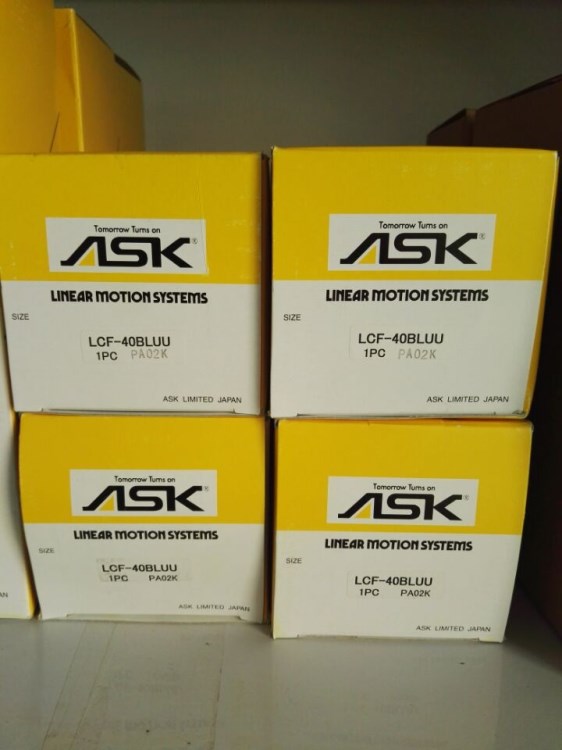 Tomorrow Turns on
ASK®
LINEAR MOTION SYSTEMS
SIZE
LCF-40BLUU
1PC PA02K
ASK LIMITED JAPAN
Tomorrow Turns on
ASK®
LINEAR MOTION SYSTEMS
SIZE
LCF-40BLUU
1PC PA02K
ASK LIMITED JAPAN
Tomorrow Turns on
ASK®
LINEAR MOTION SYSTEMS
SIZE
LCF-40BLUU
1PC PA02K
ASK LIMITED JAPAN
Tomorrow Turns on
ASK®
LINEAR MOTION SYSTEMS
SIZE
LCF-40BLUU
1PC PA02K
ASK LIMITED JAPAN
AN